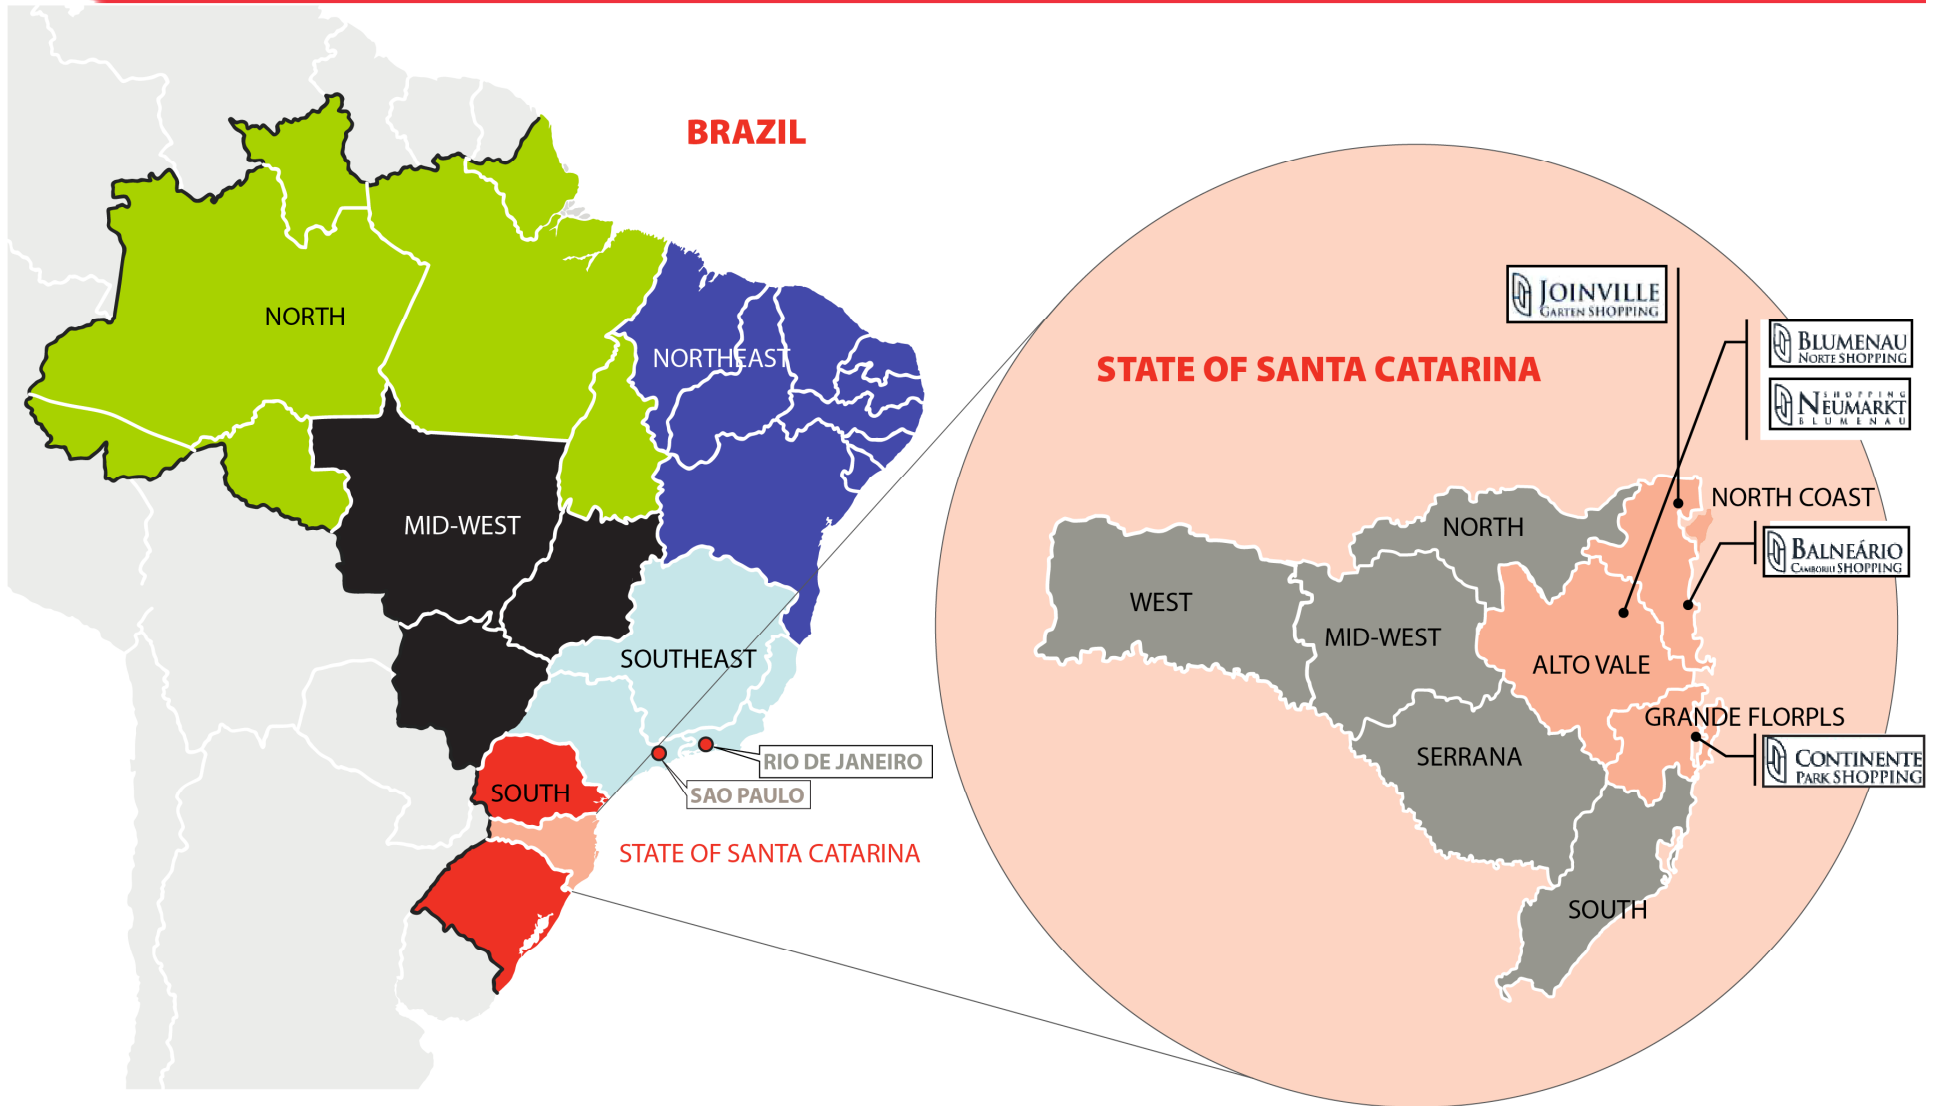 BRAZIL
NORTH
NORTHEAST
MID-WEST
SOUTHEAST
RIO DE JANEIRO
SAO PAULO
SOUTH
STATE OF SANTA CATARINA
STATE OF SANTA CATARINA
JOINVILLE
GARTEN SHOPPING
BLUMENAU
NORTE SHOPPING
SHOPPING
NEUMARKT
BLUMENAU
NORTH COAST
BALNEÁRIO
CAMBORIU SHOPPING
NORTH
WEST
MID-WEST
ALTO VALE
GRANDE FLORPLS
CONTINENTE
PARK SHOPPING
SERRANA
SOUTH